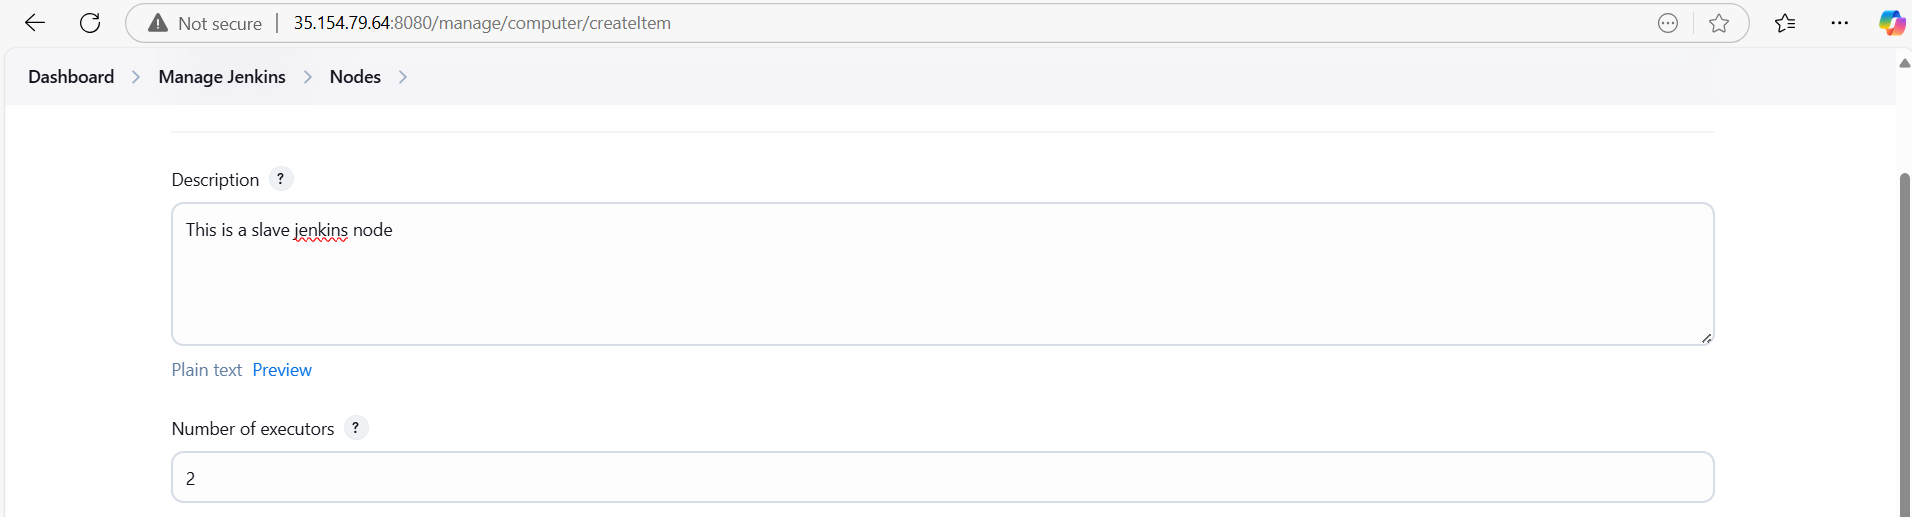 Not secure 35.154.79.64:8080/manage/computer/createItem
Dashboard Manage Jenkins Nodes
Description ?
This is a slave jenkins node
Plain text Preview
Number of executors ?
2